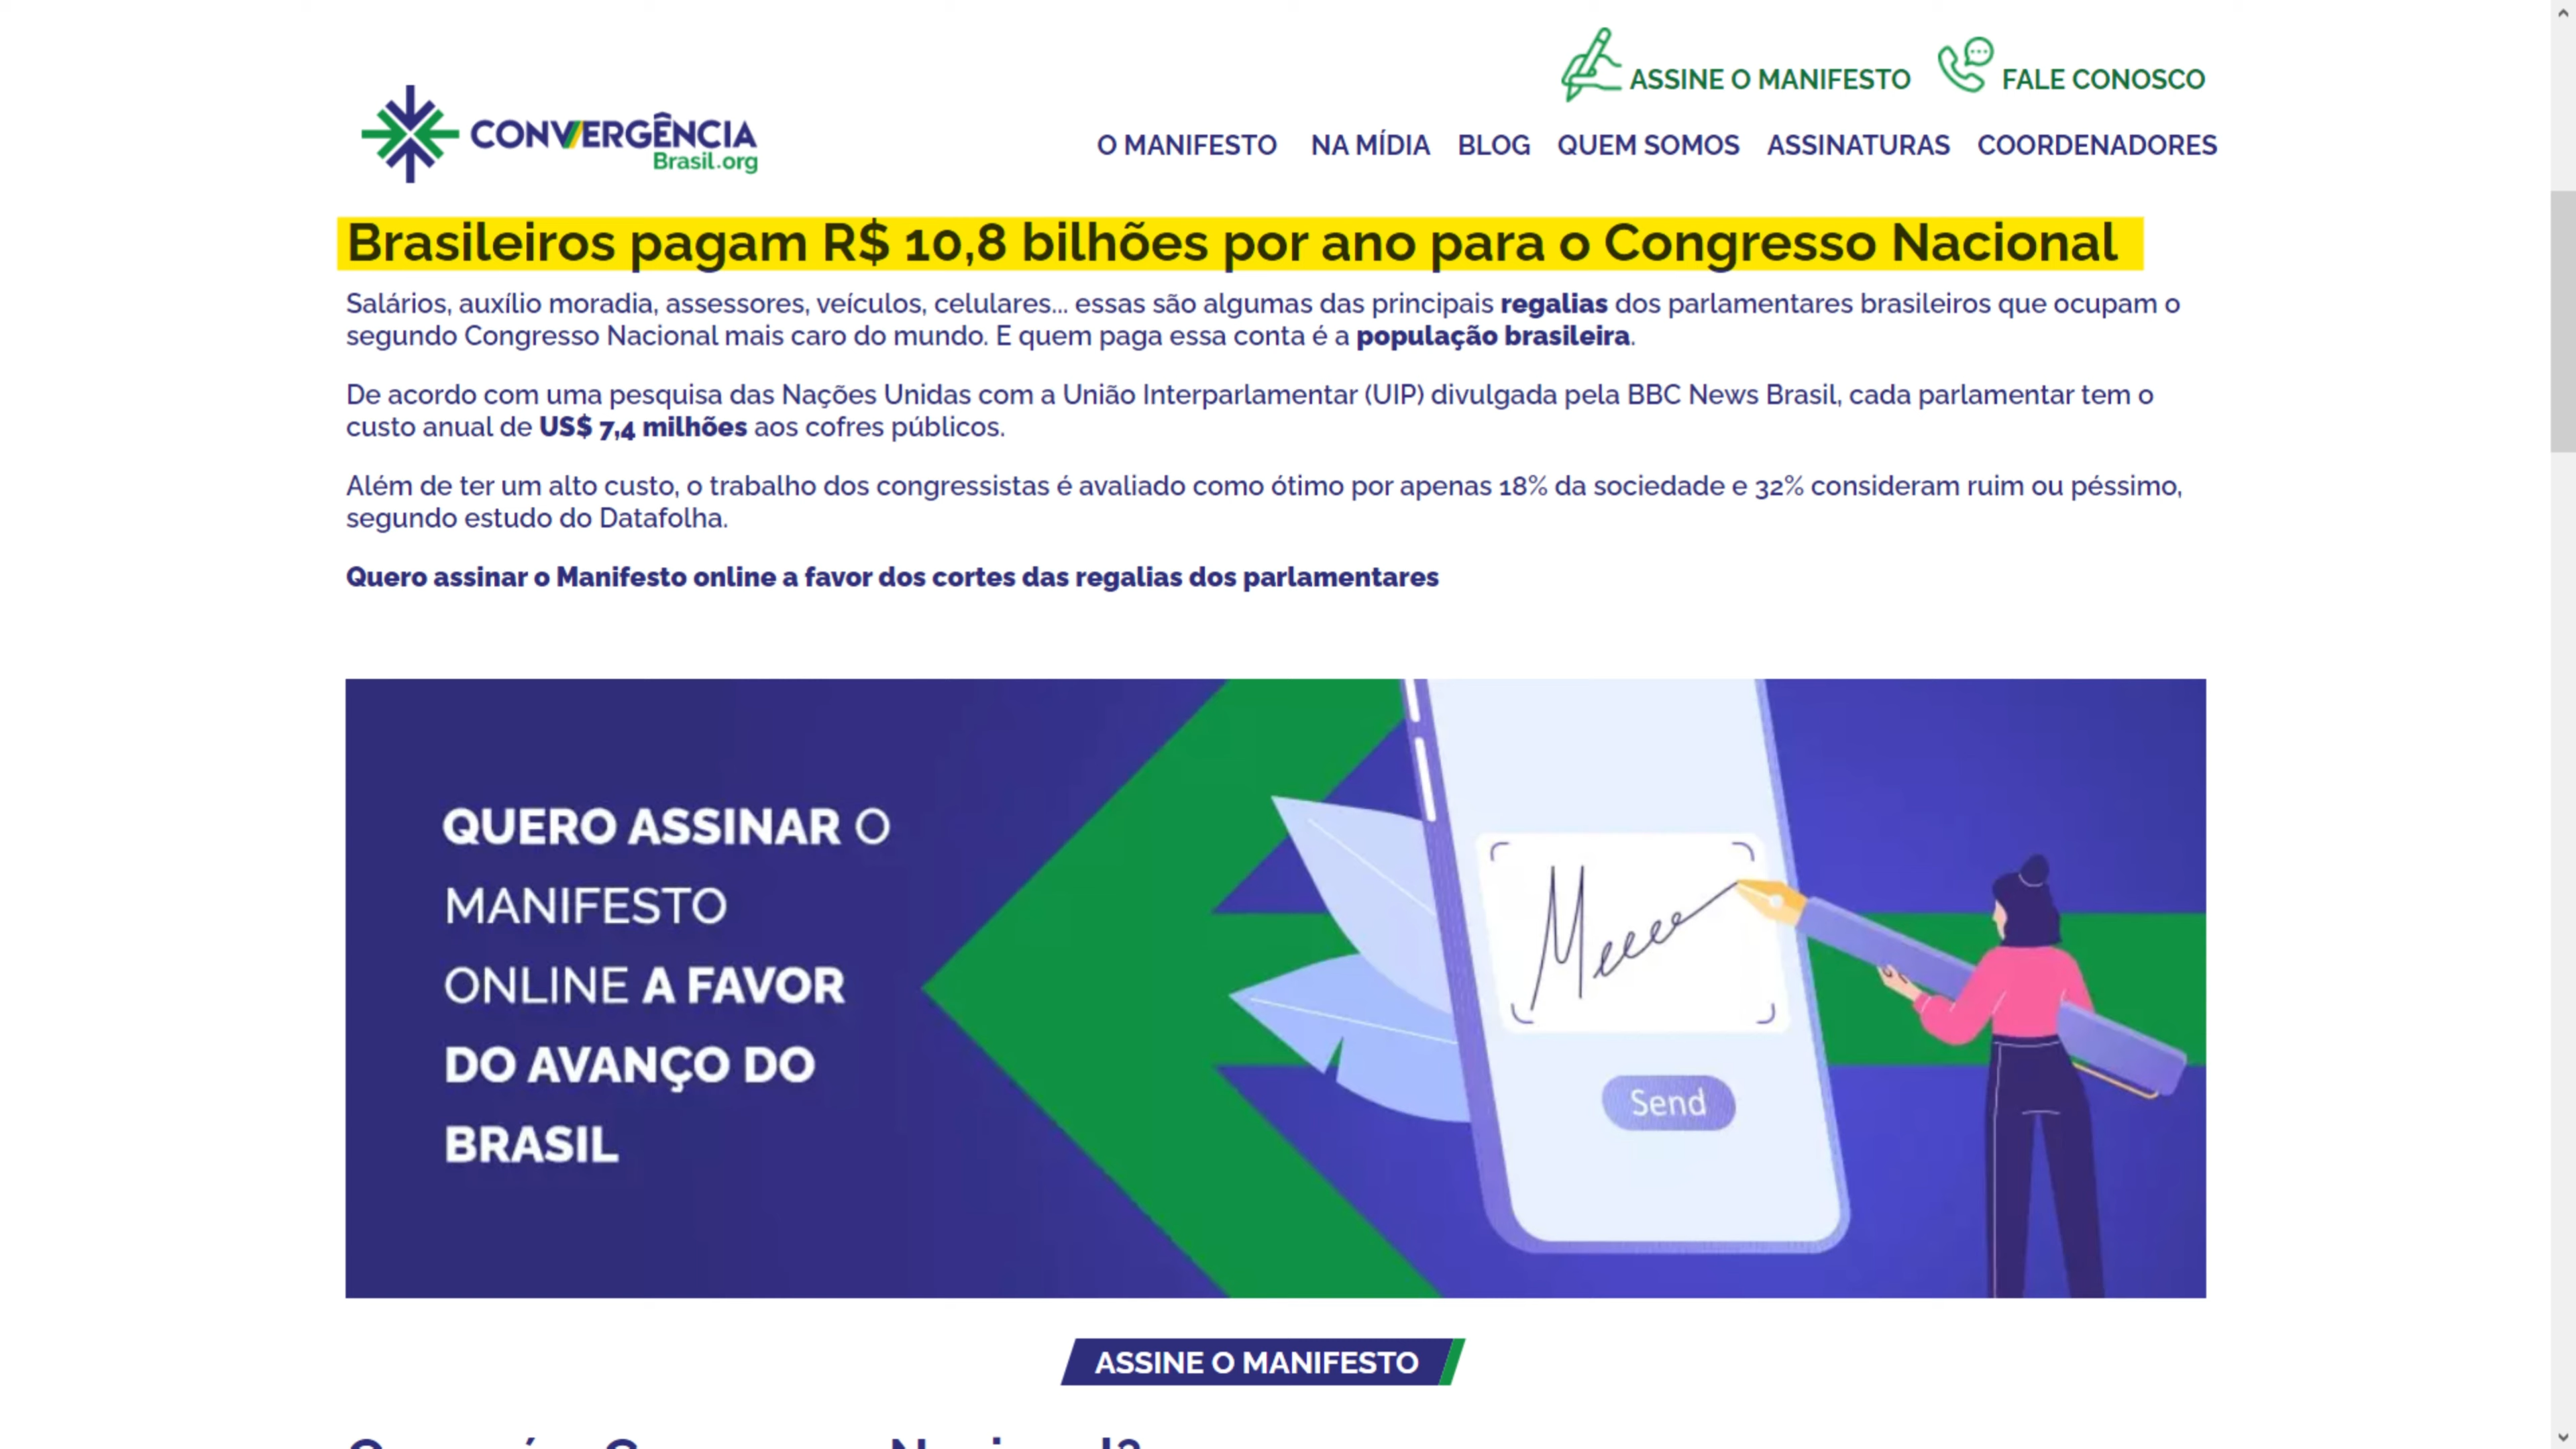 ASSINE O MANIFESTO FALE CONOSCO
CONVERGÊNCIA
Brasil.org
O MANIFESTO NA MÍDIA BLOG QUEM SOMOS ASSINATURAS COORDENADORES
Brasileiros pagam R$ 10,8 bilhões por ano para o Congresso Nacional
Salários, auxílio moradia, assessores, veículos, celulares... essas são algumas das principais regalias dos parlamentares brasileiros que ocupam o
segundo Congresso Nacional mais caro do mundo. E quem paga essa conta é a população brasileira.
De acordo com uma pesquisa das Nações Unidas com a União Interparlamentar (UIP) divulgada pela BBC News Brasil, cada parlamentar tem o
custo anual de US$ 7,4 milhões aos cofres públicos.
Além de ter um alto custo, o trabalho dos congressistas é avaliado como ótimo por apenas 18% da sociedade e 32% consideram ruim ou péssimo,
segundo estudo do Datafolha.
Quero assinar o Manifesto online a favor dos cortes das regalias dos parlamentares
QUERO ASSINAR O
MANIFESTO
ONLINE A FAVOR
DO AVANÇO DO
BRASIL
Send
ASSINE O MANIFESTO